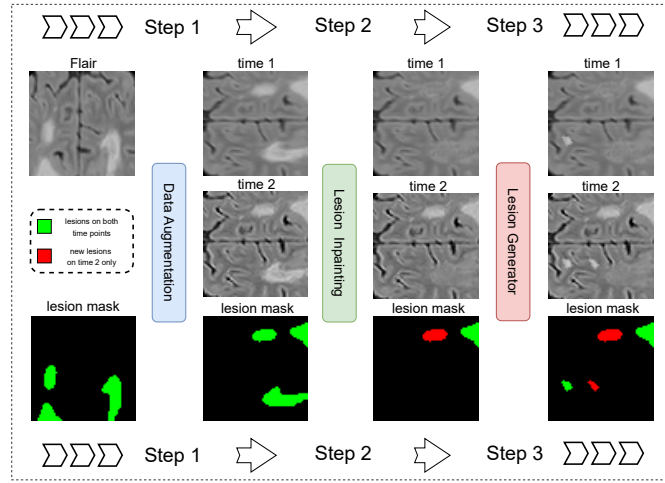 Step 1
Step 2
Step 3
Flair
time 1
time 1
time 1
Data Augmentation
Lesion Inpainting
Lesion Generator
time 2
time 2
time 2
lesions on both
time points
new lesions
on time 2 only
lesion mask
lesion mask
lesion mask
lesion mask
Step 1
Step 2
Step 3